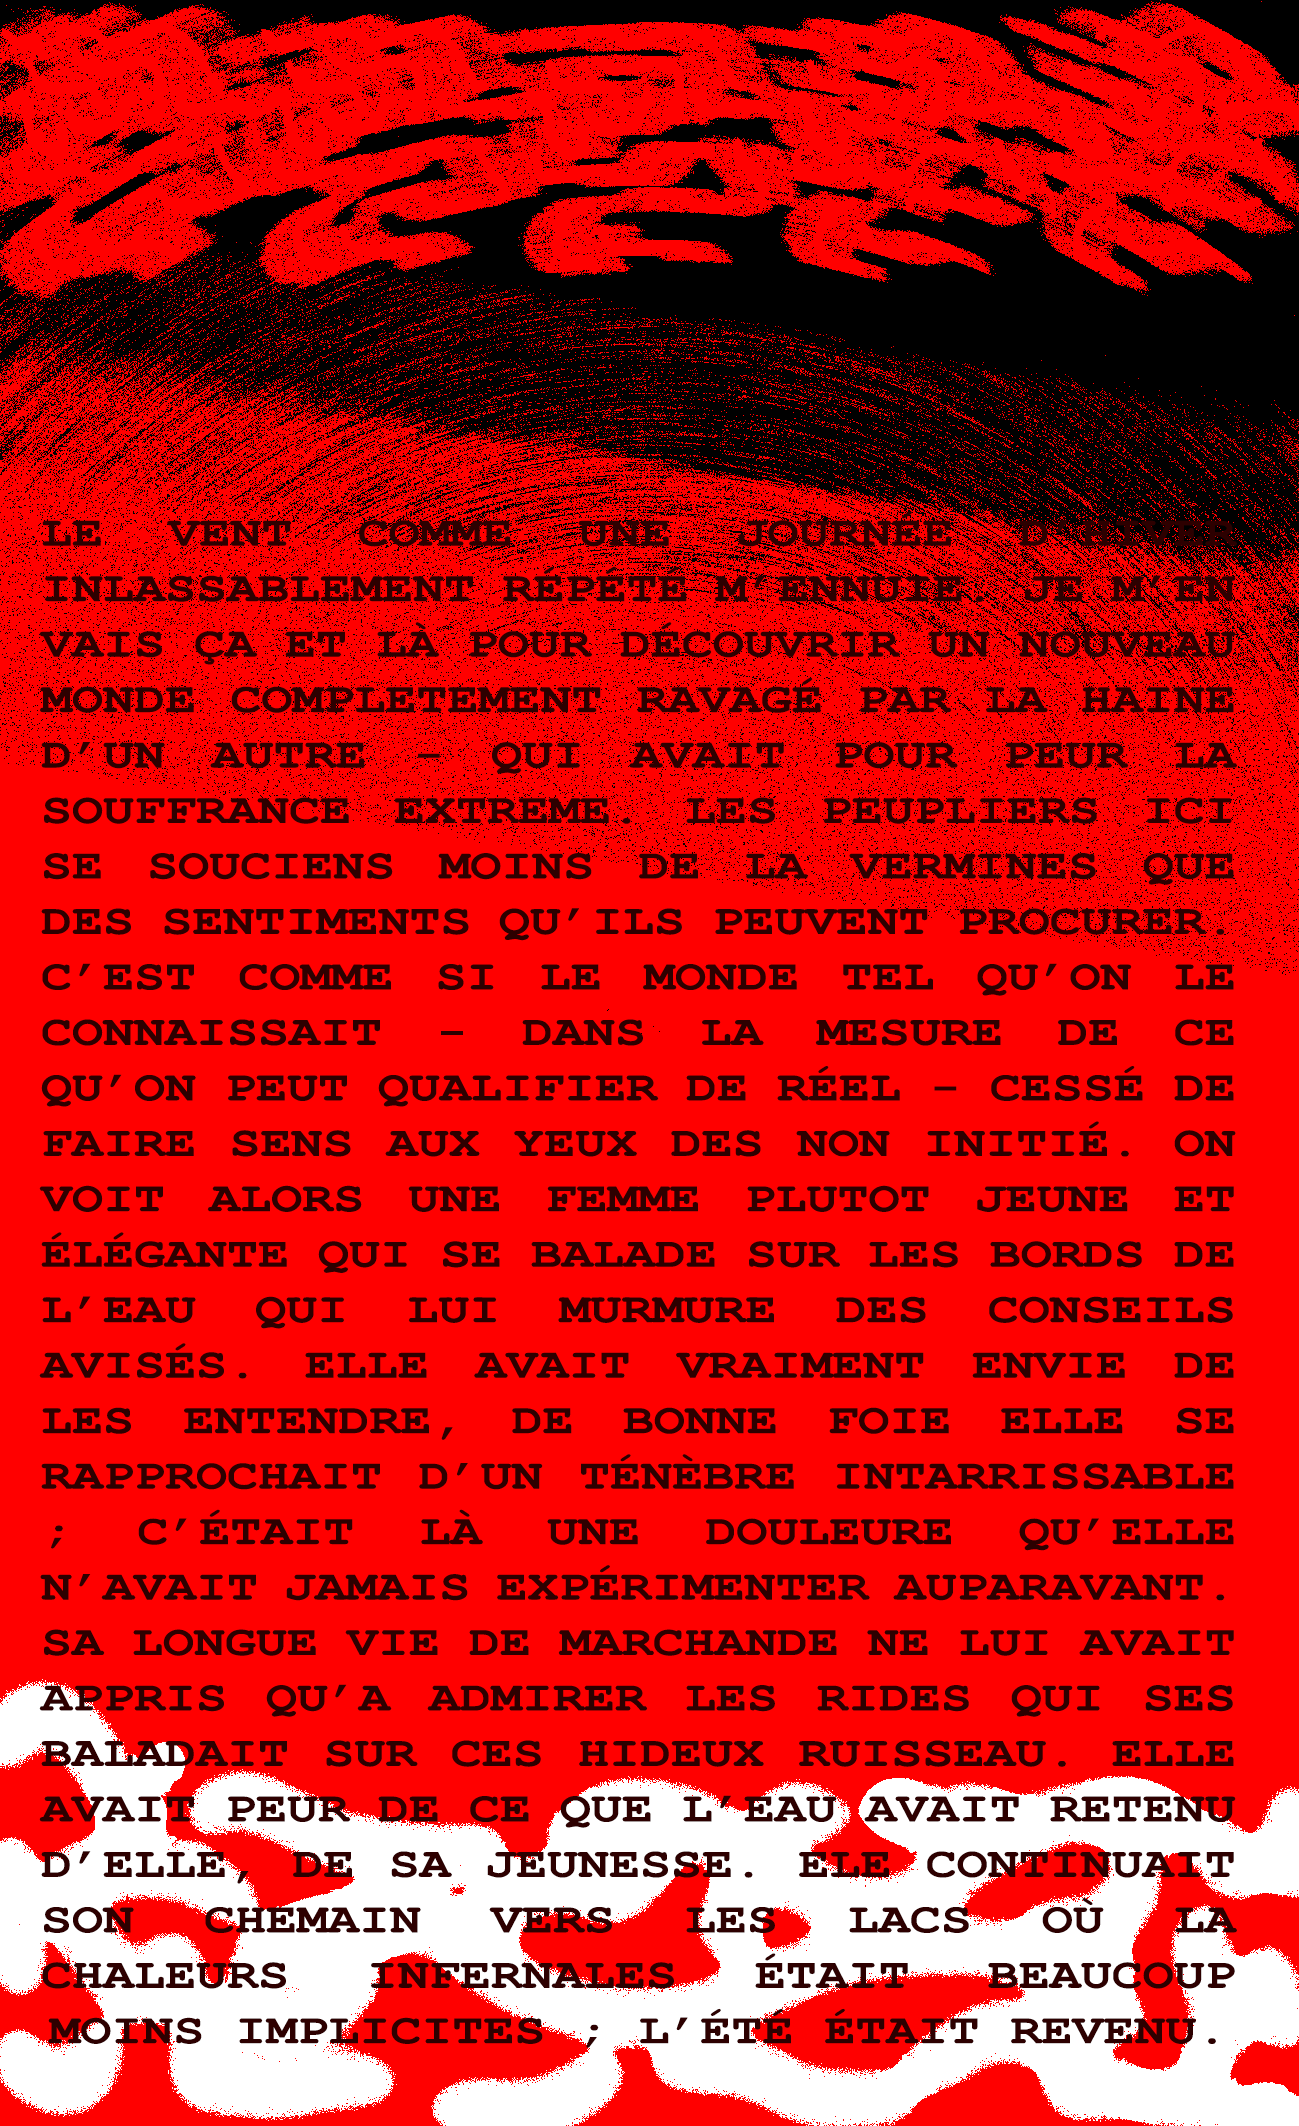 LE VENT COMME UNE JOURNÉE D'HIVER
INLASSABLEMENT RÉPÉTÉ M'ENNUIE. JE M'EN
VAIS ÇA ET LÀ POUR DÉCOUVRIR UN NOUVEAU
MONDE COMPLETEMENT RAVAGÉ PAR LA HAINE
D'UN AUTRE – QUI AVAIT POUR PEUR LA
SOUFFRANCE EXTREME. LES PEUPLIERS ICI
SE SOUCIENS MOINS DE LA VERMINES QUE
DES SENTIMENTS QU'ILS PEUVENT PROCURER.
C'EST COMME SI LE MONDE TEL QU'ON LE
CONNAISSAIT – DANS LA MESURE DE CE
QU'ON PEUT QUALIFIER DE RÉEL – CESSÉ DE
FAIRE SENS AUX YEUX DES NON INITIÉ. ON
VOIT ALORS UNE FEMME PLUTOT JEUNE ET
ÉLÉGANTE QUI SE BALADE SUR LES BORDS DE
L'EAU QUI LUI MURMURE DES CONSEILS
AVISÉS. ELLE AVAIT VRAIMENT ENVIE DE
LES ENTENDRE, DE BONNE FOIE ELLE SE
RAPPROCHAIT D'UN TÉNÈBRE INTARRISSABLE
; C'ÉTAIT LÀ UNE DOULEURE QU'ELLE
N'AVAIT JAMAIS EXPÉRIMENTER AUPARAVANT.
SA LONGUE VIE DE MARCHANDE NE LUI AVAIT
APPRIS QU'A ADMIRER LES RIDES QUI SES
BALADAIT SUR CES HIDEUX RUISSEAU. ELLE
AVAIT PEUR DE CE QUE L'EAU AVAIT RETENU
D'ELLE, DE SA JEUNESSE. ELE CONTINUAIT
SON CHEMAIN VERS LES LACS OÙ LA
CHALEURS INFERNALES ÉTAIT BEAUCOUP
MOINS IMPLICITES ; L'ÉTÉ ÉTAIT REVENU.